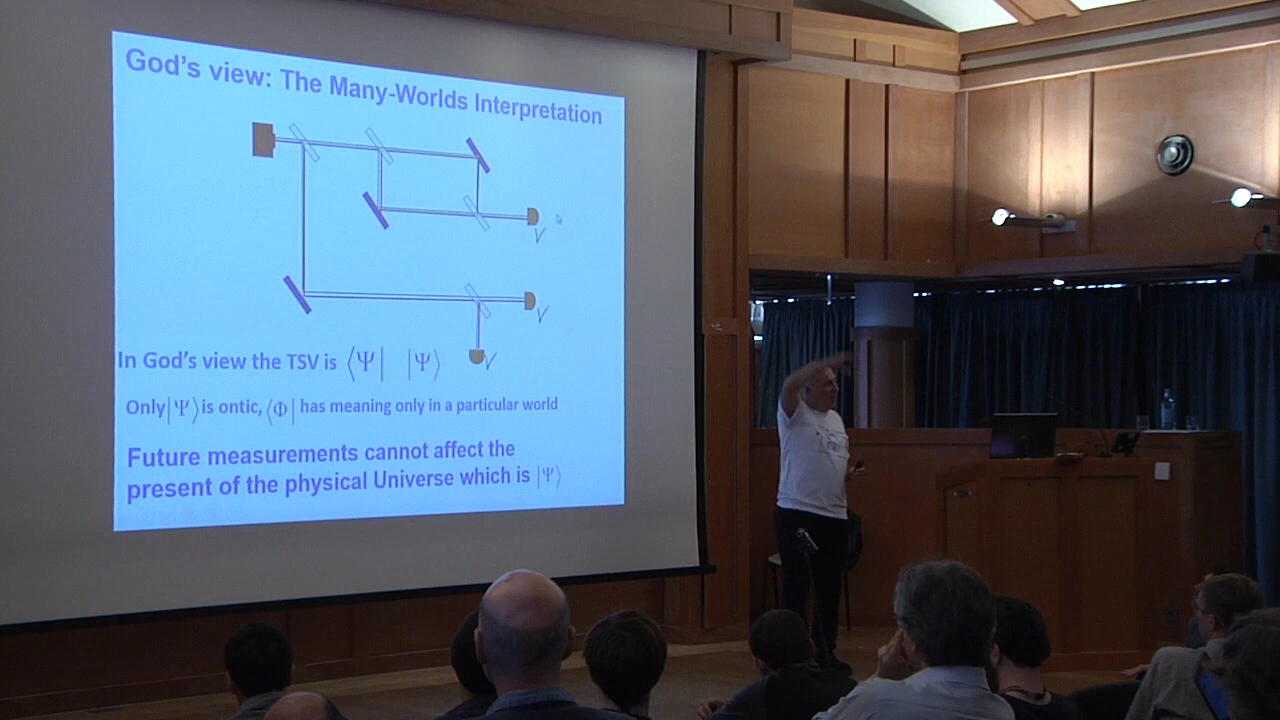 God's view: The Many-Worlds Interpretation
In God's view the TSV is ⟨Ψ| |Ψ⟩
Only |Ψ⟩ is ontic, ⟨Φ| has meaning only in a particular world
Future measurements cannot affect the
present of the physical Universe which is |Ψ⟩